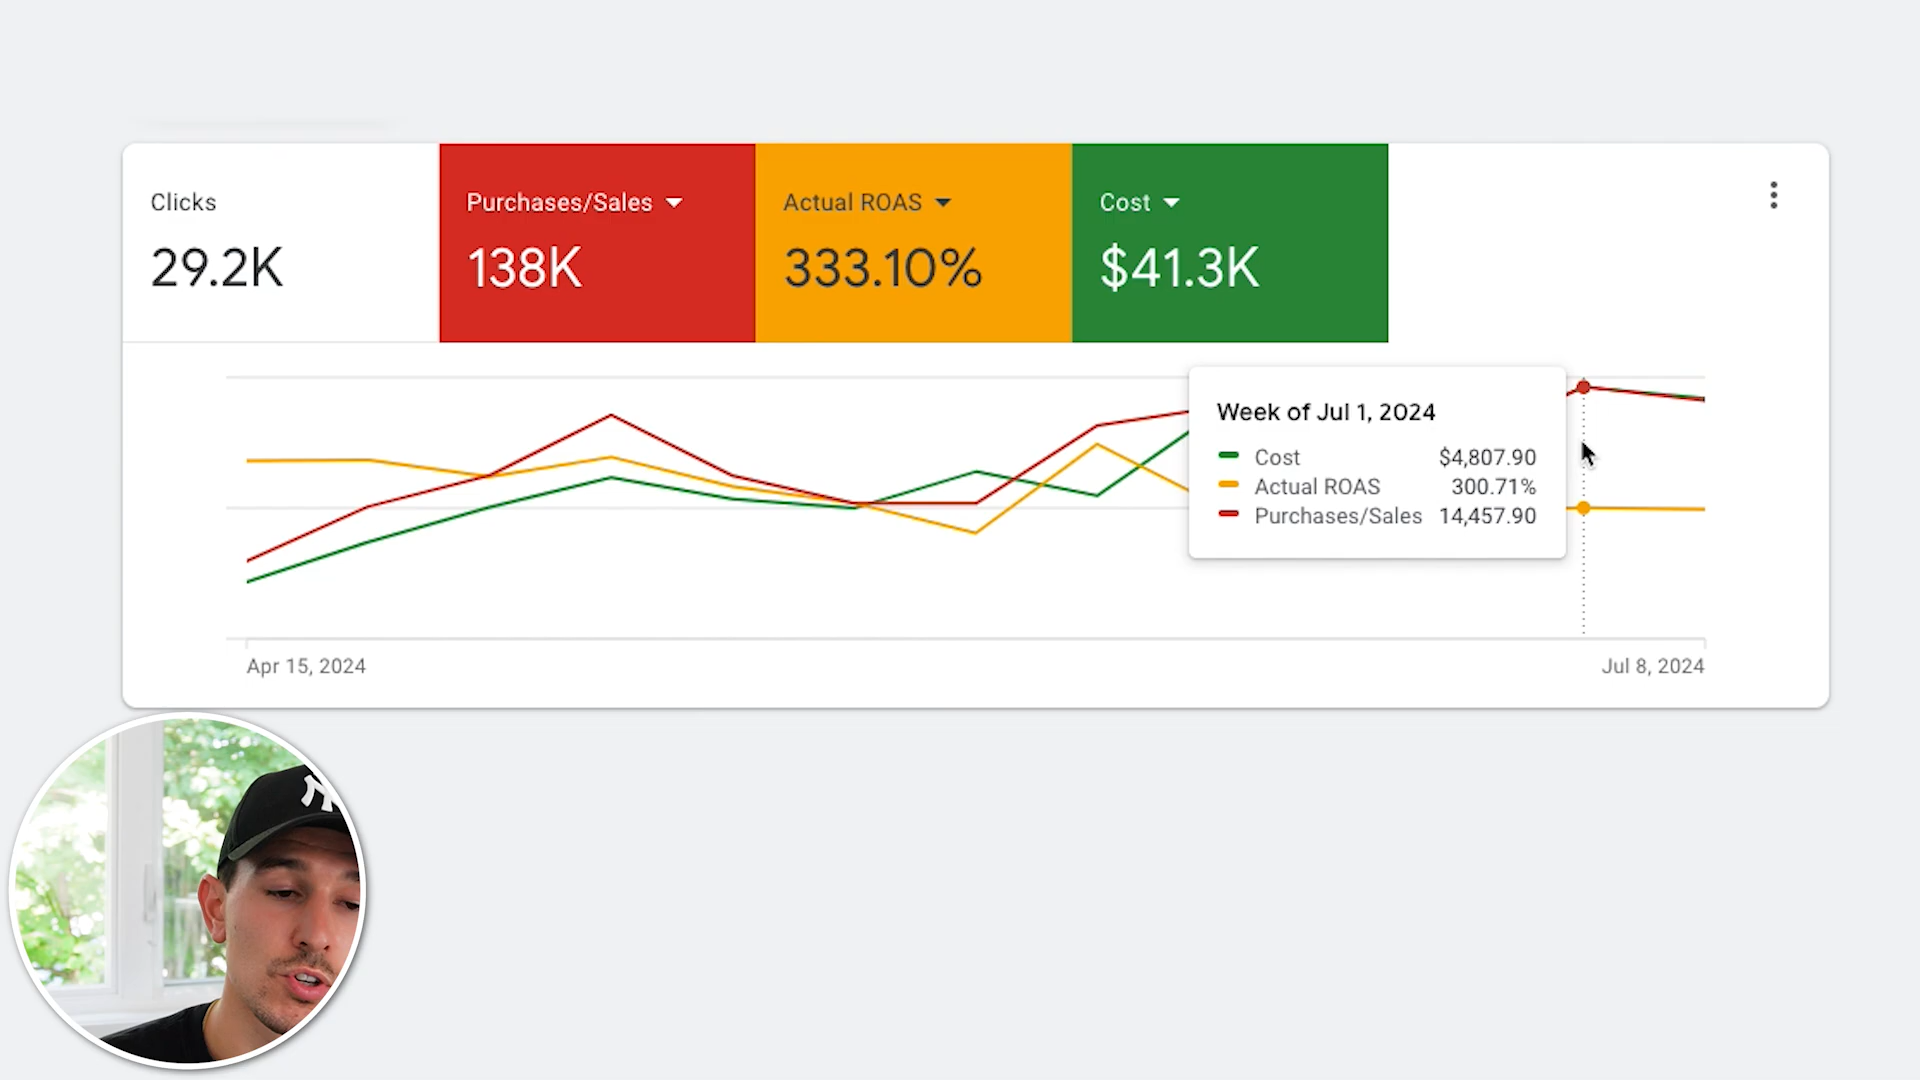 Clicks
29.2K
Purchases/Sales
138K
Actual ROAS
333.10%
Cost
$41.3K
Week of Jul 1, 2024
Cost $4,807.90
Actual ROAS 300.71%
Purchases/Sales 14,457.90
Apr 15, 2024
Jul 8, 2024